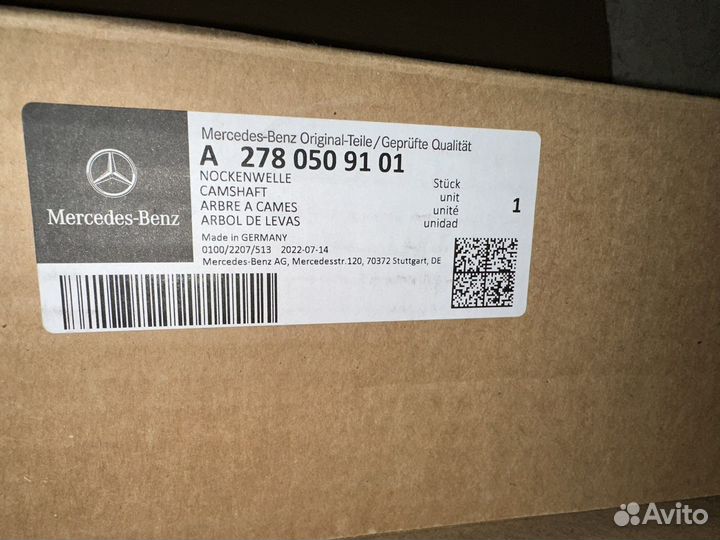 Mercedes-Benz Original-Teile/Geprüfte Qualität
A 278 050 91 01
NOCKENWELLE
CAMSHAFT
ARBRE A CAMES
ARBOL DE LEVAS
Stück
unit
unité
unidad
1
Made in GERMANY
0100/2207/513 2022-07-14
Mercedes-Benz AG, Mercedesstr.120, 70372 Stuttgart, DE
Mercedes-Benz
Avito